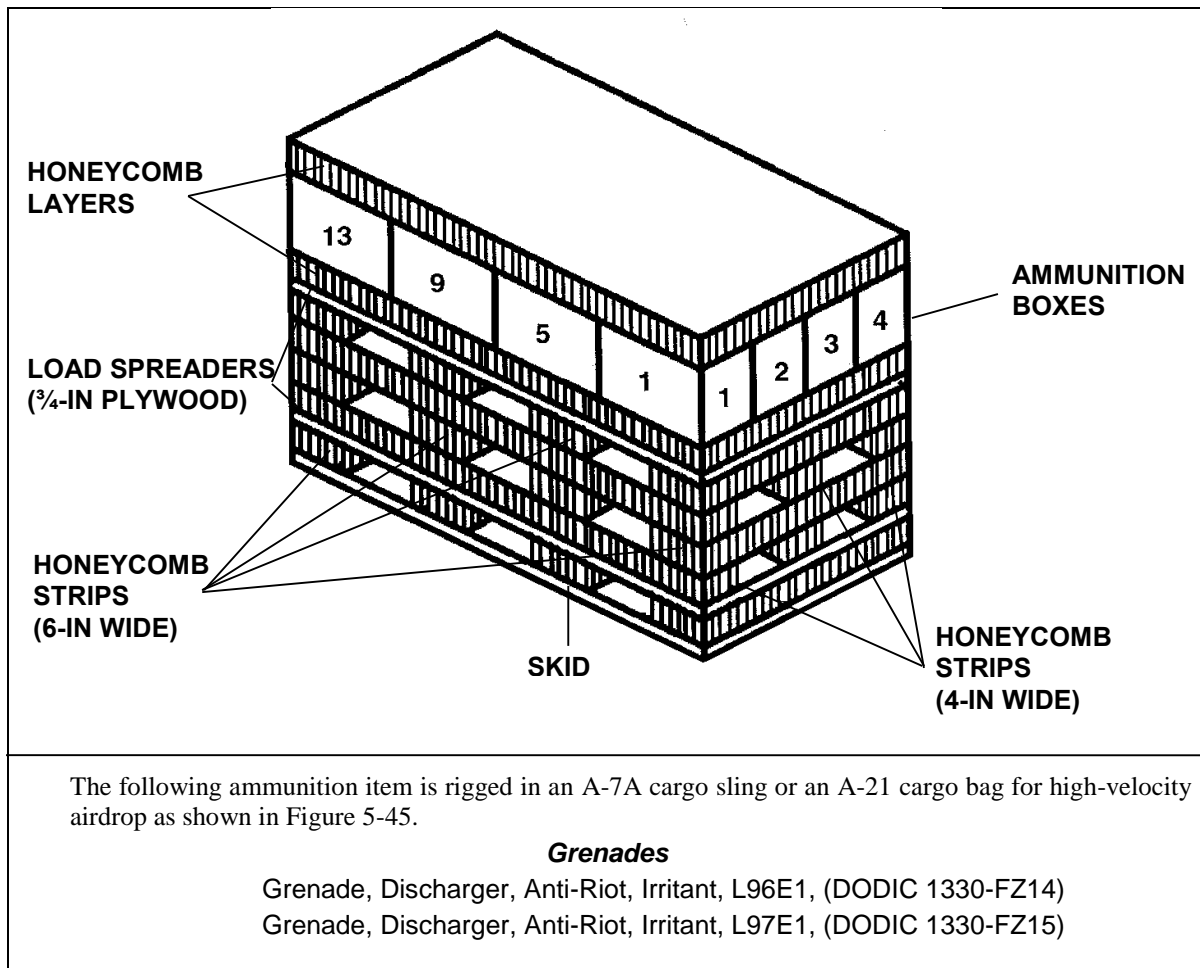 HONEYCOMB
LAYERS
13
9
5
1
1
2
3
4
AMMUNITION
BOXES
LOAD SPREADERS
(¾-IN PLYWOOD)
HONEYCOMB
STRIPS
(6-IN WIDE)
SKID
HONEYCOMB
STRIPS
(4-IN WIDE)
The following ammunition item is rigged in an A-7A cargo sling or an A-21 cargo bag for high-velocity
airdrop as shown in Figure 5-45.
Grenades
Grenade, Discharger, Anti-Riot, Irritant, L96E1, (DODIC 1330-FZ14)
Grenade, Discharger, Anti-Riot, Irritant, L97E1, (DODIC 1330-FZ15)